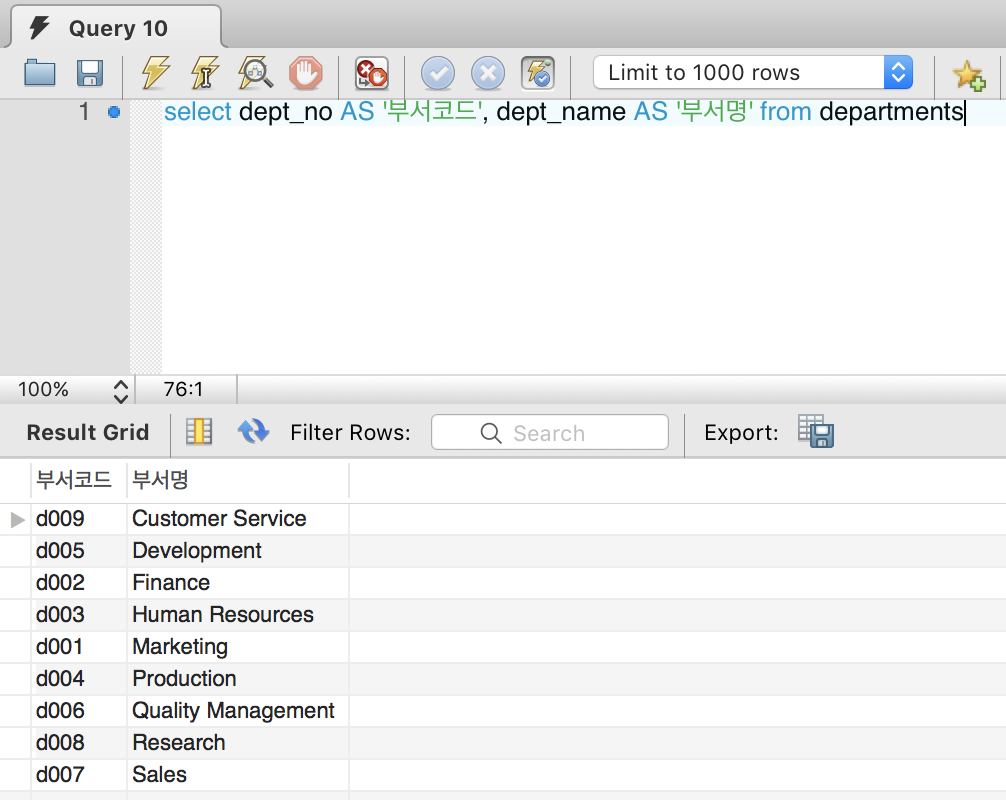 Query 10
Limit to 1000 rows
1 select dept_no AS '부서코드', dept_name AS '부서명' from departments
100% 76:1
Result Grid Filter Rows: Search Export:
부서코드 부서명
d009 Customer Service
d005 Development
d002 Finance
d003 Human Resources
d001 Marketing
d004 Production
d006 Quality Management
d008 Research
d007 Sales